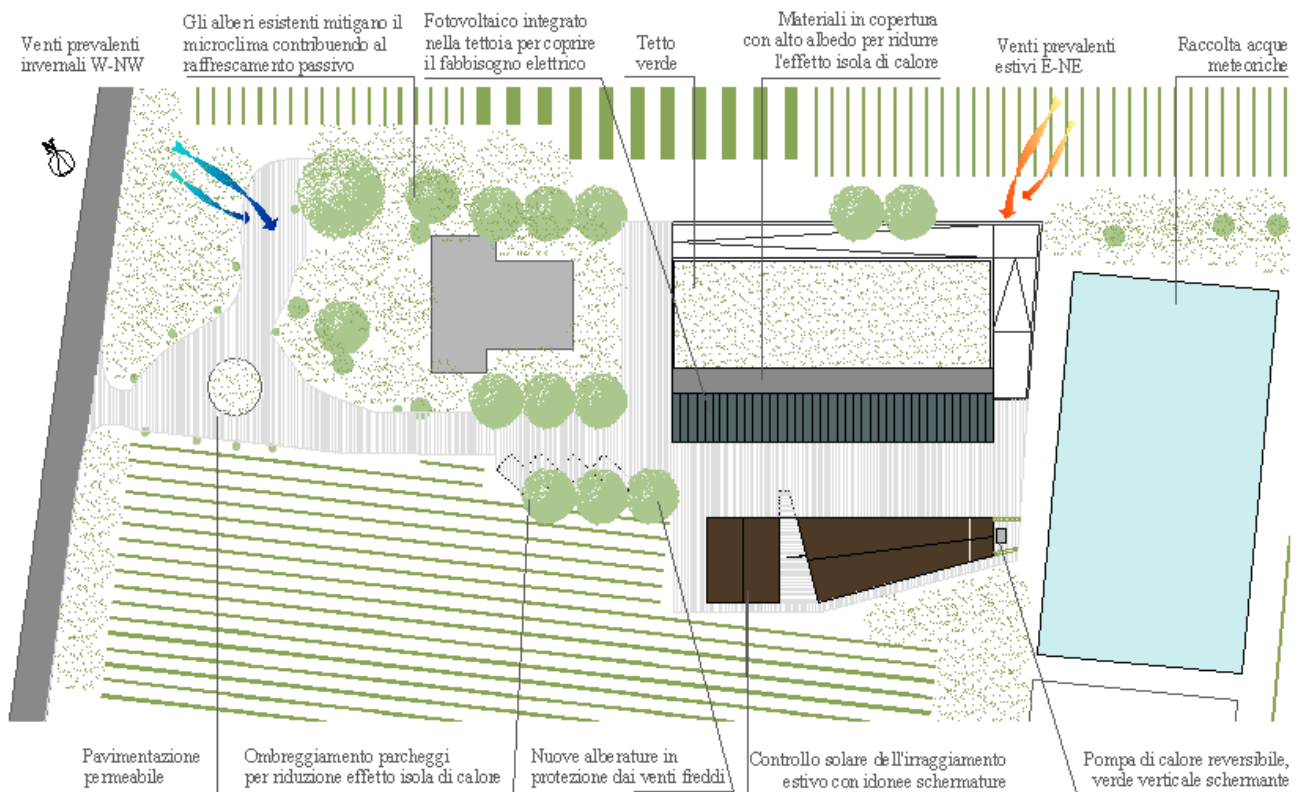 Venti prevalenti
invernali W-NW
Gli alberi esistenti mitigano il
microclima contribuendo al
raffrescamento passivo
Fotovoltaico integrato
nella tettoia per coprire
il fabbisogno elettrico
Tetto
verde
Materiali in copertura
con alto albedo per ridurre
l'effetto isola di calore
Venti prevalenti
estivi E-NE
Raccolta acque
meteoriche
Pavimentazione
permeabile
Ombreggiamento parcheggi
per riduzione effetto isola di calore
Nuove alberature in
protezione dai venti freddi
Controllo solare dell'irraggiamento
estivo con idonee schermature
Pompa di calore reversibile,
verde verticale schermante